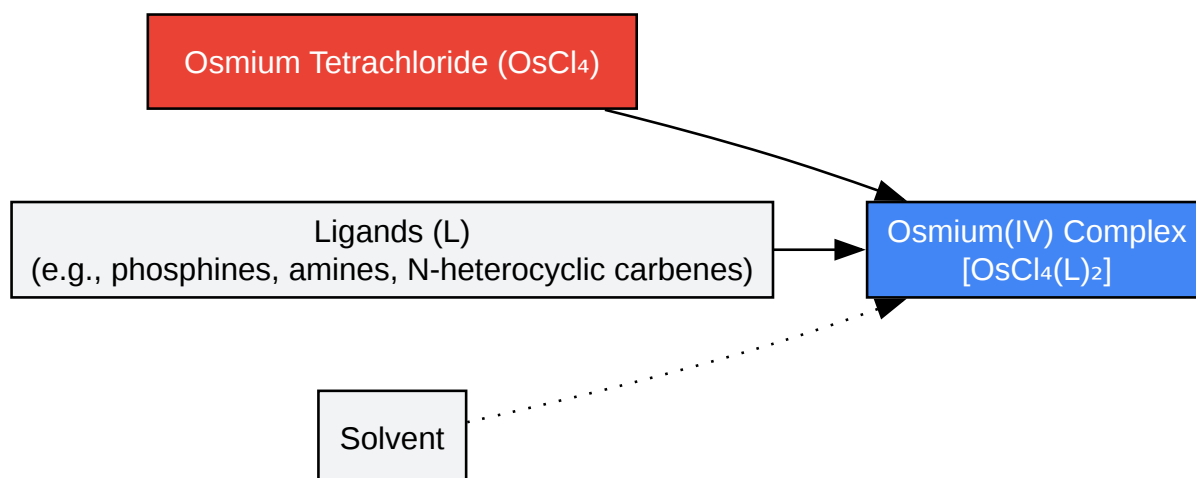 Osmium Tetrachloride (OsCl₄)
Ligands (L)
(e.g., phosphines, amines, N-heterocyclic carbenes)
Osmium(IV) Complex
[OsCl₄(L)₂]
Solvent